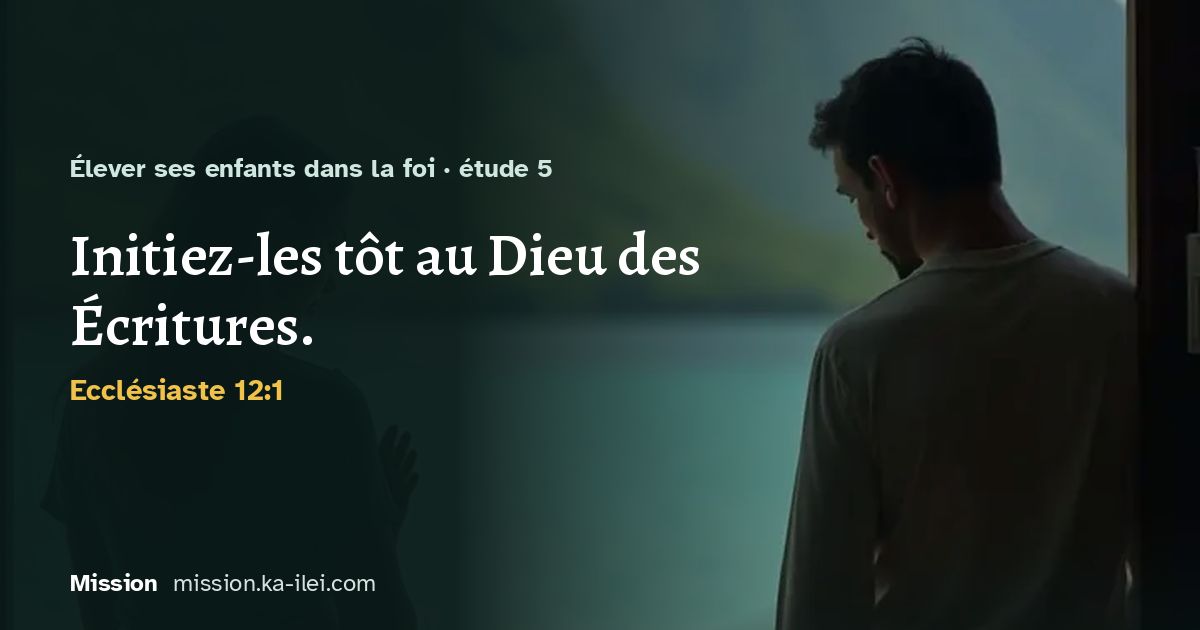 Élever ses enfants dans la foi · étude 5
Initiez-les tôt au Dieu des
Écritures.
Ecclésiaste 12:1
Mission mission.ka-ilei.com